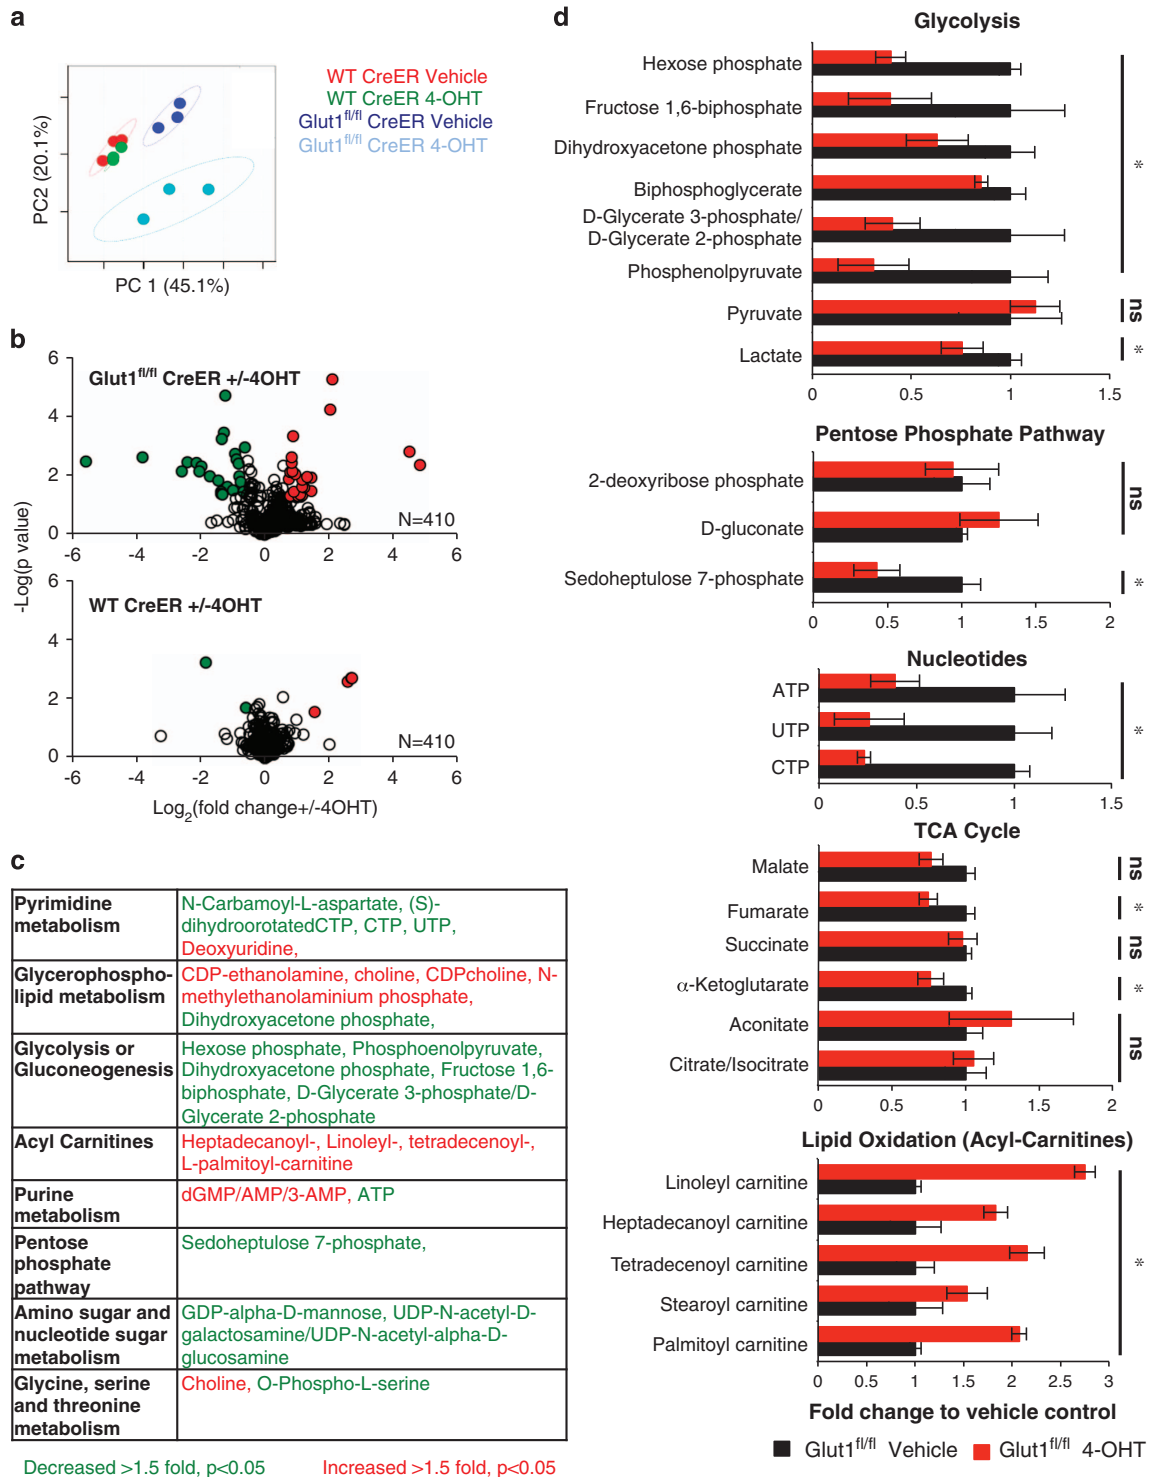 a
WT CreER Vehicle
WT CreER 4-OHT
Glut1fl/fl CreER Vehicle
Glut1fl/fl CreER 4-OHT
PC2 (20.1%)
PC 1 (45.1%)
b
6
Glut1fl/fl CreER +/-4OHT
4
2
0
N=410
-6 -4 -2 0 2 4 6
-Log(p value)
6
WT CreER +/-4OHT
4
2
0
N=410
-6 -4 -2 0 2 4 6
Log2(fold change+/-4OHT)
c
Pyrimidine
metabolism
N-Carbamoyl-L-aspartate, (S)-
dihydroorotatedCTP, CTP, UTP,
Deoxyuridine,
Glycerophospho-
lipid metabolism
CDP-ethanolamine, choline, CDPcholine, N-
methylethanolaminium phosphate,
Dihydroxyacetone phosphate,
Glycolysis or
Gluconeogenesis
Hexose phosphate, Phosphoenolpyruvate,
Dihydroxyacetone phosphate, Fructose 1,6-
biphosphate, D-Glycerate 3-phosphate/D-
Glycerate 2-phosphate
Acyl Carnitines
Heptadecanoyl-, Linoleyl-, tetradecenoyl-,
L-palmitoyl-carnitine
Purine
metabolism
dGMP/AMP/3-AMP, ATP
Pentose
phosphate
pathway
Sedoheptulose 7-phosphate,
Amino sugar and
nucleotide sugar
metabolism
GDP-alpha-D-mannose, UDP-N-acetyl-D-
galactosamine/UDP-N-acetyl-alpha-D-
glucosamine
Glycine, serine
and threonine
metabolism
Choline, O-Phospho-L-serine
Decreased >1.5 fold, p<0.05
Increased >1.5 fold, p<0.05
d
Glycolysis
Hexose phosphate
Fructose 1,6-biphosphate
Dihydroxyacetone phosphate
Biphosphoglycerate
D-Glycerate 3-phosphate/
D-Glycerate 2-phosphate
Phosphenolpyruvate
*
Pyruvate
ns
Lactate
*
0 0.5 1 1.5
Pentose Phosphate Pathway
2-deoxyribose phosphate
D-gluconate
ns
Sedoheptulose 7-phosphate
*
0 0.5 1 1.5 2
Nucleotides
ATP
UTP
CTP
*
0 0.5 1 1.5
TCA Cycle
Malate
ns
Fumarate
*
Succinate
ns
α-Ketoglutarate
*
Aconitate
Citrate/Isocitrate
ns
0 0.5 1 1.5 2
Lipid Oxidation (Acyl-Carnitines)
Linoleyl carnitine
Heptadecanoyl carnitine
Tetradecenoyl carnitine
Stearoyl carnitine
Palmitoyl carnitine
*
0 0.5 1 1.5 2 2.5 3
Fold change to vehicle control
Glut1fl/fl Vehicle
Glut1fl/fl 4-OHT